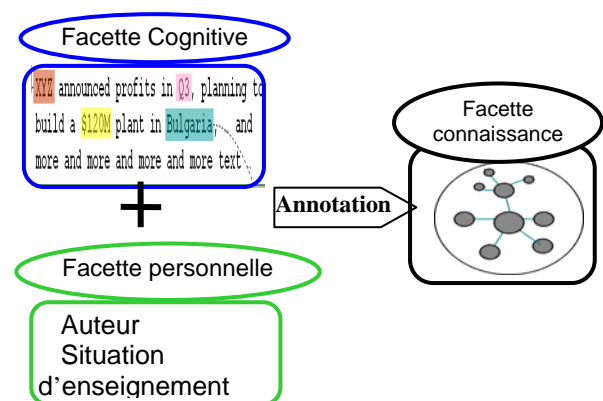 Facette Cognitive
XYZ announced profits in Q3, planning to
build a $120M plant in Bulgaria, and
more and more and more and more text
Facette
connaissance
Annotation
Facette personnelle
Auteur
Situation
d'enseignement